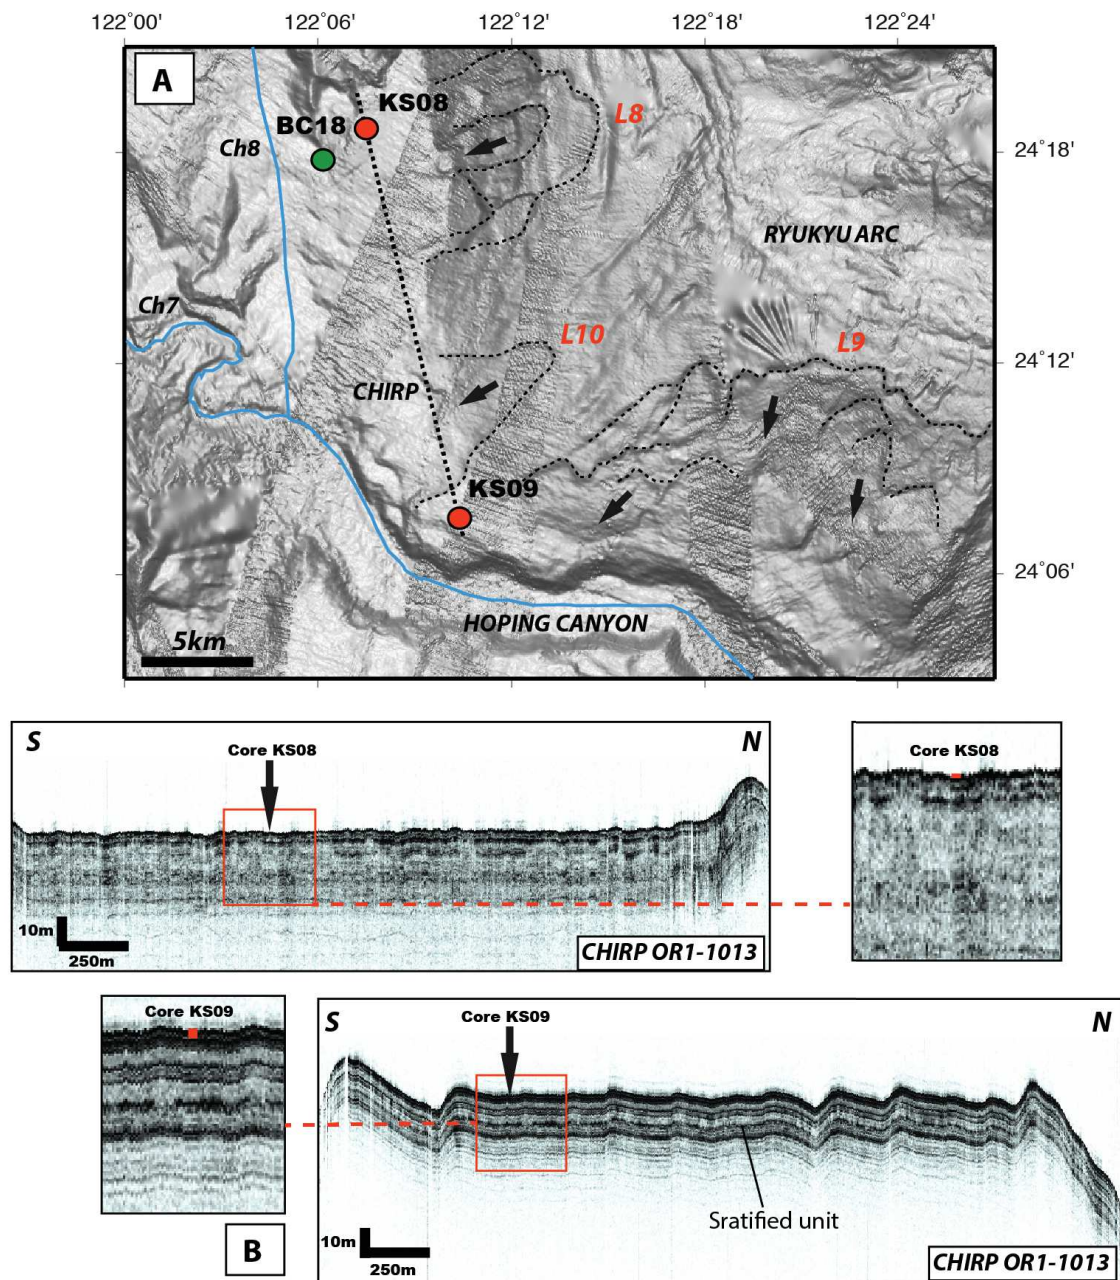 122°00' 122°06' 122°12' 122°18' 122°24'
A
KS08
BC18
Ch8
L8
24°18'
RYUKYU ARC
Ch7
L10
L9
24°12'
CHIRP
KS09
24°06'
HOPING CANYON
5km
S
Core KS08
N
Core KS08
10m
250m
CHIRP OR1-1013
Core KS09
S
Core KS09
N
Sratified unit
B
10m
250m
CHIRP OR1-1013